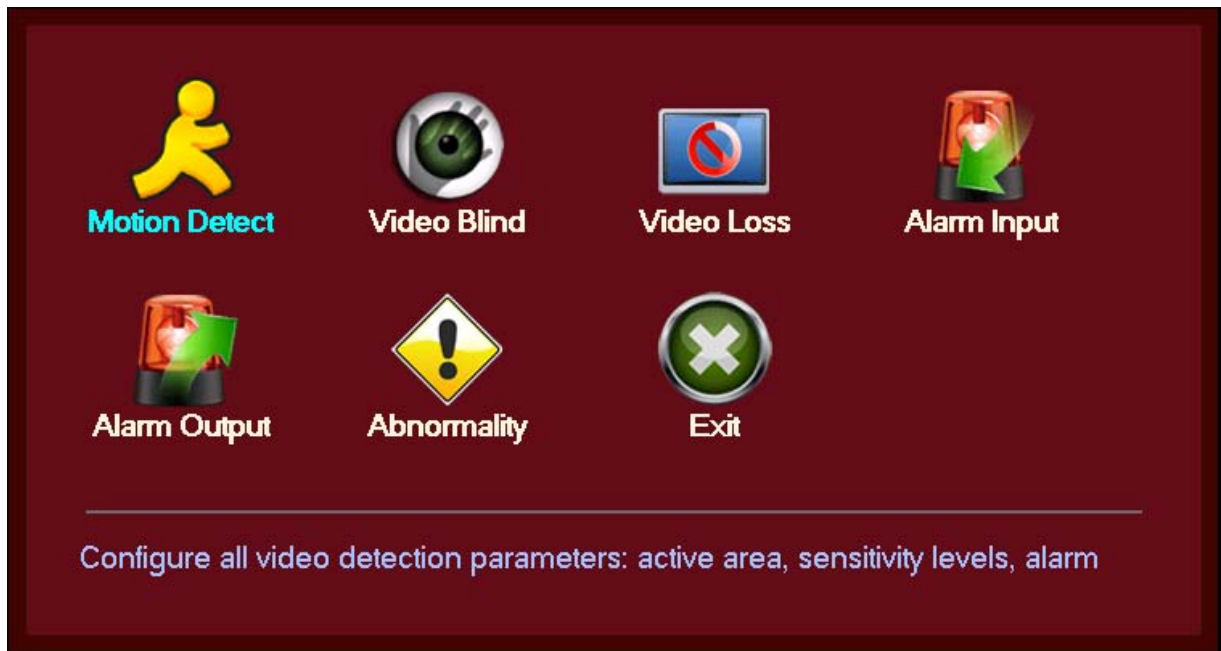 Motion Detect Video Blind Video Loss Alarm Input
Alarm Output Abnormality Exit
Configure all video detection parameters: active area, sensitivity levels, alarm